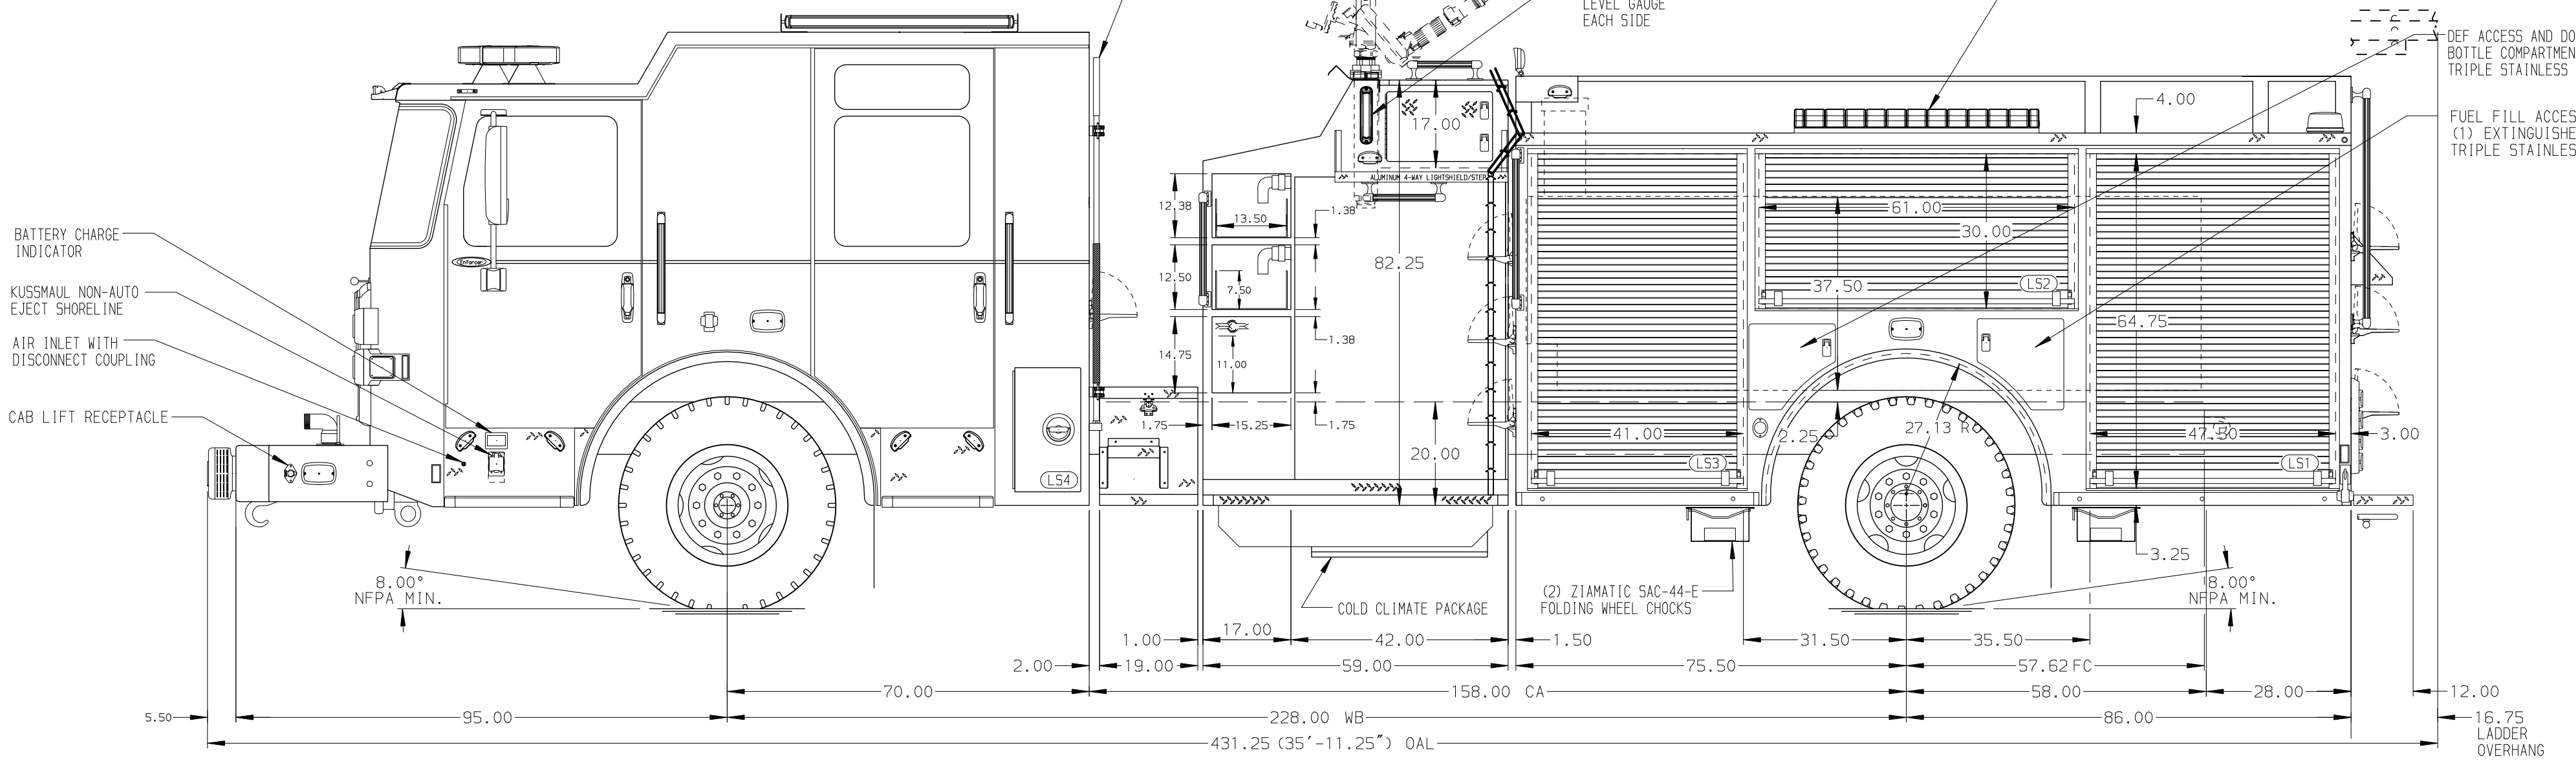 LEVEL GAUGE
EACH SIDE
DEF ACCESS AND DO
BOTTLE COMPARTMEN
TRIPLE STAINLESS
FUEL FILL ACCES
(1) EXTINGUISHE
TRIPLE STAINLES
4.00
17.00
ALUMINUM 4-WAY LIGHTSHIELD/STEP
12.38
13.50
1.38
61.00
30.00
BATTERY CHARGE
INDICATOR
Enforcer
12.50
7.50
82.25
37.50
LS2
KUSSMAUL NON-AUTO
EJECT SHORELINE
64.75
AIR INLET WITH
DISCONNECT COUPLING
14.75
11.00
1.38
CAB LIFT RECEPTACLE
1.75
15.25
1.75
41.00
2.25
27.13 R
47.50
3.00
20.00
LS4
LS3
LS1
8.00°
NFPA MIN.
COLD CLIMATE PACKAGE
(2) ZIAMATIC SAC-44-E
FOLDING WHEEL CHOCKS
3.25
8.00°
NFPA MIN.
1.00
17.00
42.00
1.50
31.50
35.50
2.00
19.00
59.00
75.50
57.62 FC
70.00
158.00 CA
58.00
28.00
12.00
5.50
95.00
228.00 WB
86.00
16.75
LADDER
OVERHANG
431.25 (35'-11.25") OAL